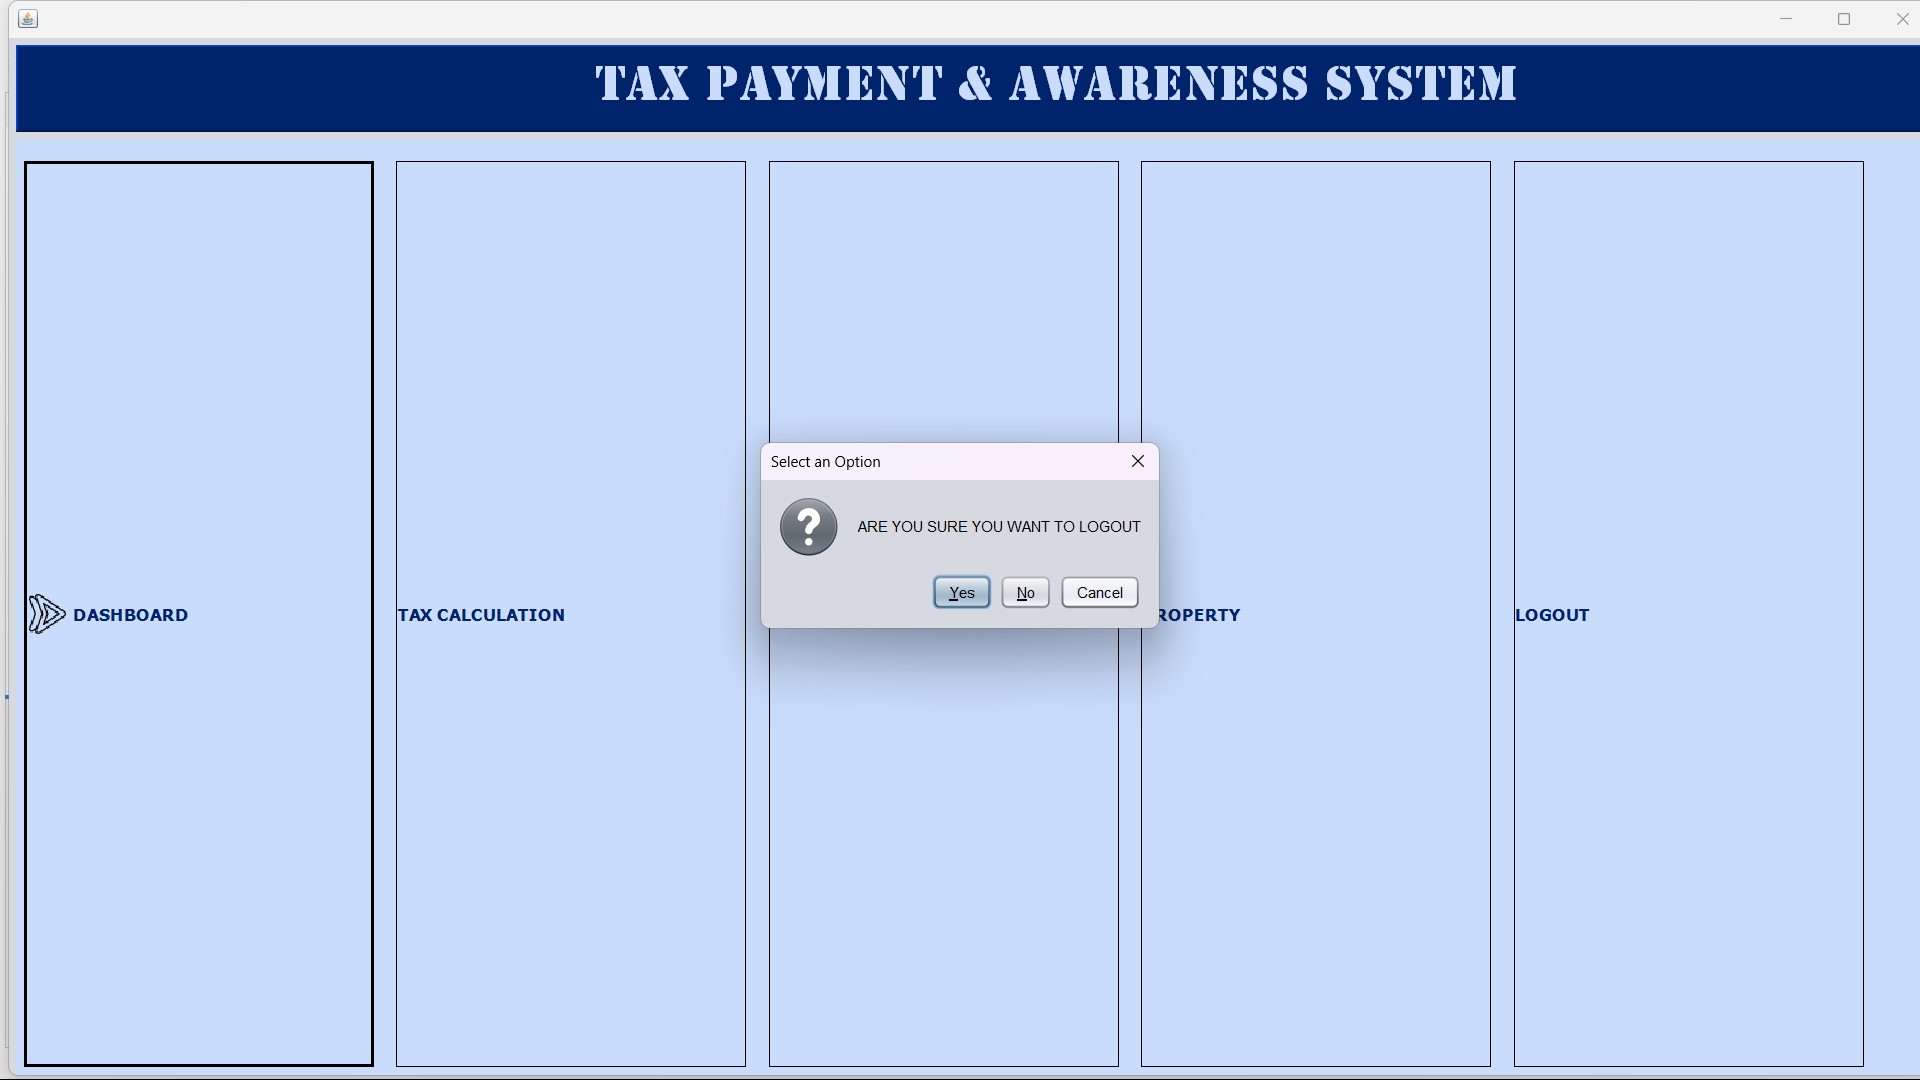 TAX PAYMENT & AWARENESS SYSTEM
Select an Option
ARE YOU SURE YOU WANT TO LOGOUT
Yes
No
Cancel
DASHBOARD
TAX CALCULATION
ROPERTY
LOGOUT